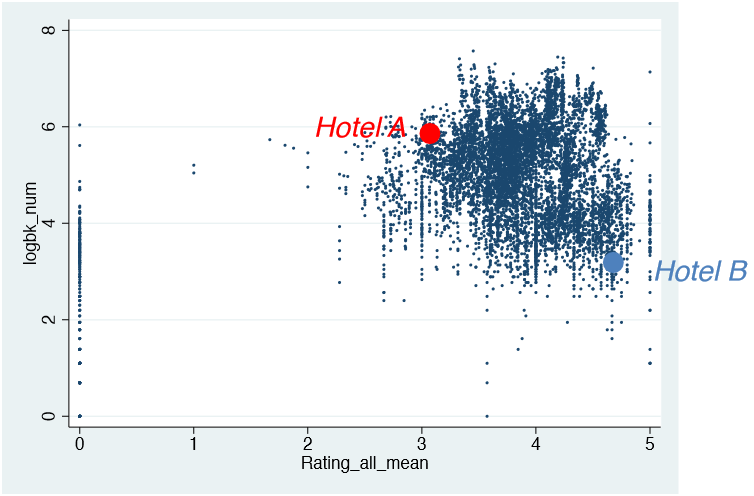 8
6
4
2
0
logbk_num
Hotel A
Hotel B
0 1 2 3 4 5
Rating_all_mean